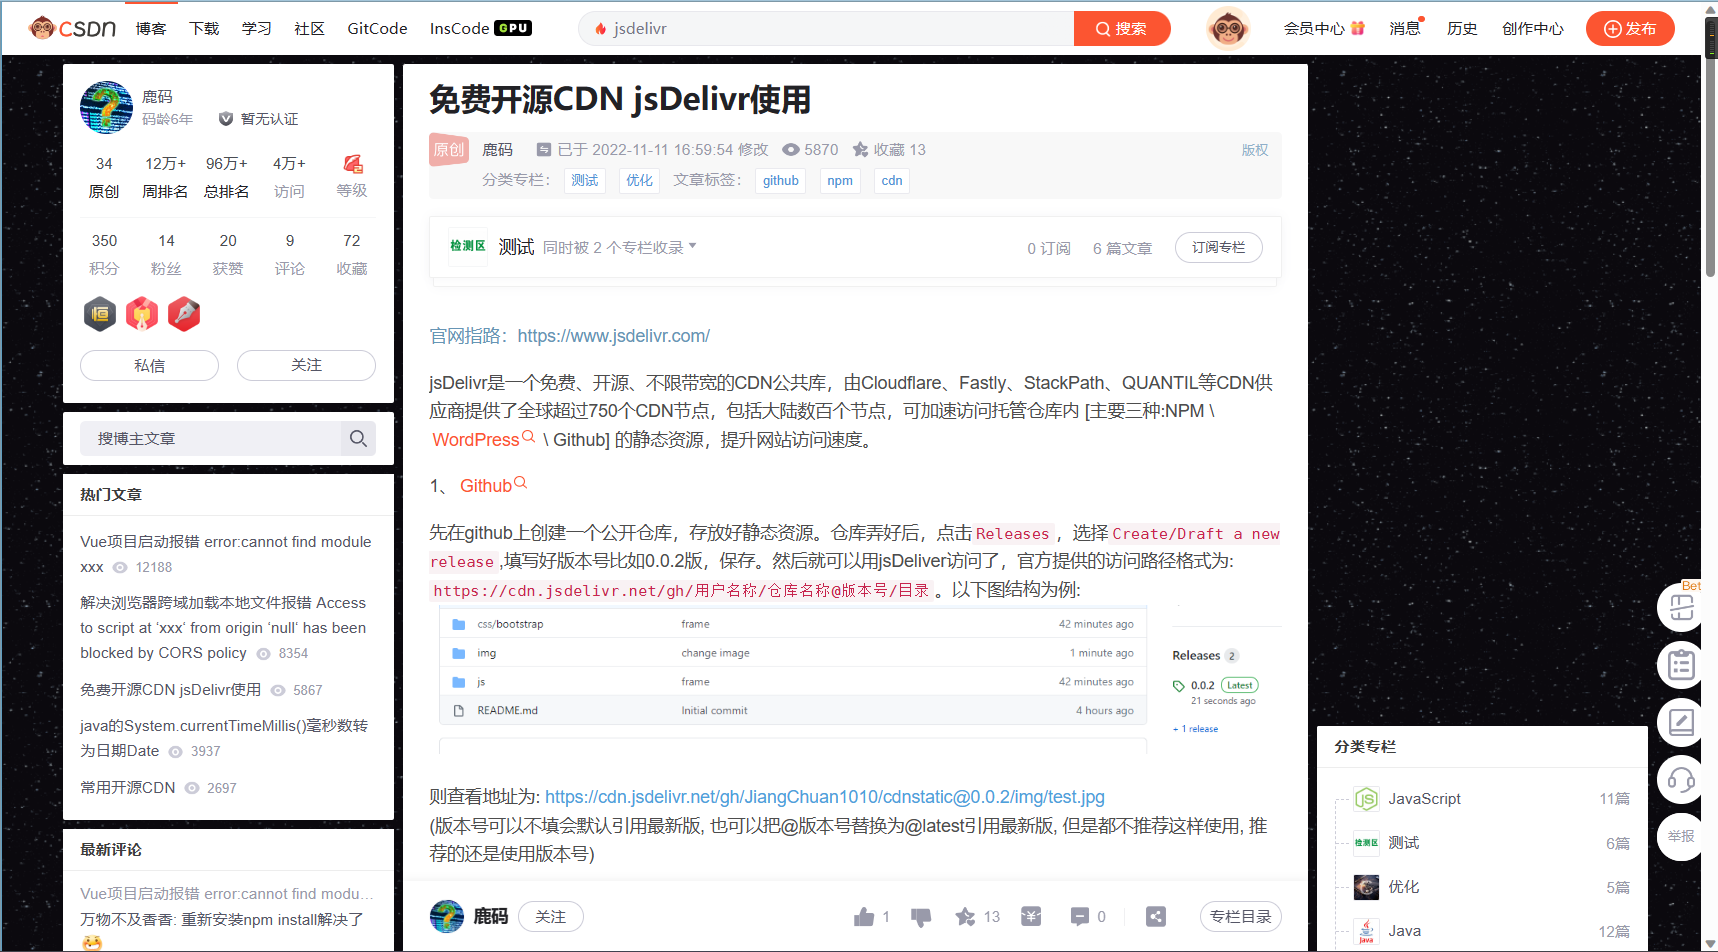 CSDN 博客 下载 学习 社区 GitCode InsCode GPU jsdelivr 搜索 会员中心 消息 历史 创作中心 发布
鹿码
码龄6年 暂无认证
34 12万+ 96万+ 4万+
原创 周排名 总排名 访问 等级
350 14 20 9 72
积分 粉丝 获赞 评论 收藏
私信 关注
搜博主文章
热门文章
Vue项目启动报错 error:cannot find module
xxx 12188
解决浏览器跨域加载本地文件报错 Access
to script at ‘xxx‘ from origin ‘null‘ has been
blocked by CORS policy 8354
免费开源CDN jsDelivr使用 5867
java的System.currentTimeMillis()毫秒数转
为日期Date 3937
常用开源CDN 2697
最新评论
Vue项目启动报错 error:cannot find modu...
万物不及香香: 重新安装npm install解决了
免费开源CDN jsDelivr使用
原创 鹿码 已于 2022-11-11 16:59:54 修改 5870 收藏 13 版权
分类专栏： 测试 优化 文章标签： github npm cdn
检测区 测试 同时被 2 个专栏收录 0 订阅 6 篇文章 订阅专栏
官网指路：https://www.jsdelivr.com/
jsDelivr是一个免费、开源、不限带宽的CDN公共库，由Cloudflare、Fastly、StackPath、QUANTIL等CDN供
应商提供了全球超过750个CDN节点，包括大陆数百个节点，可加速访问托管仓库内 [主要三种:NPM \
WordPress \ Github] 的静态资源，提升网站访问速度。
1、 Github
先在github上创建一个公开仓库，存放好静态资源。仓库弄好后，点击 Releases ，选择 Create/Draft a new
release ,填写好版本号比如0.0.2版，保存。然后就可以用jsDeliver访问了，官方提供的访问路径格式为:
https://cdn.jsdelivr.net/gh/用户名称/仓库名称@版本号/目录 。以下图结构为例:
css/bootstrap frame 42 minutes ago
img change image 1 minute ago
js frame 42 minutes ago
README.md Initial commit 4 hours ago
Releases 2
0.0.2 Latest
21 seconds ago
+ 1 release
则查看地址为: https://cdn.jsdelivr.net/gh/JiangChuan1010/cdnstatic@0.0.2/img/test.jpg
(版本号可以不填会默认引用最新版, 也可以把@版本号替换为@latest引用最新版, 但是都不推荐这样使用, 推
荐的还是使用版本号)
鹿码 关注 1 13 0 专栏目录
分类专栏
JavaScript 11篇
检测区 测试 6篇
优化 5篇
Java 12篇
Bet
举报